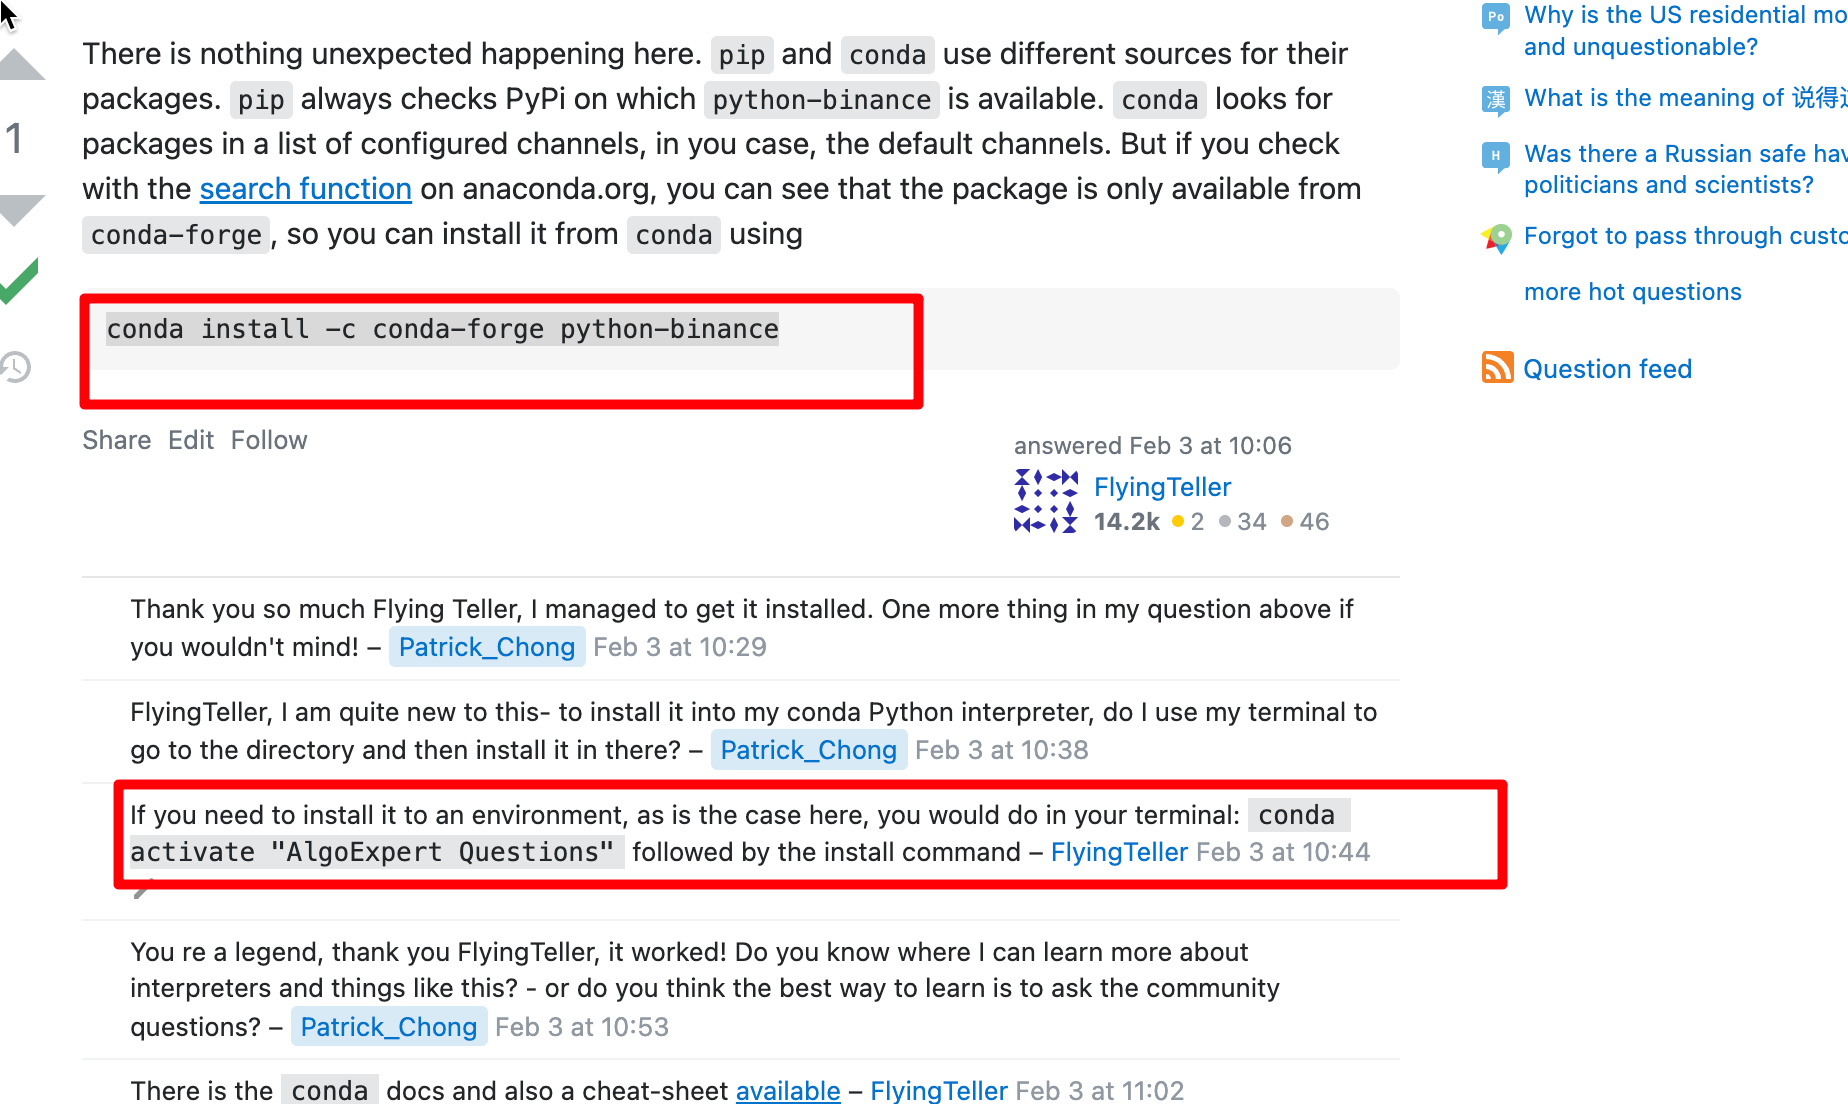 There is nothing unexpected happening here. pip and conda use different sources for their
packages. pip always checks PyPi on which python-binance is available. conda looks for
packages in a list of configured channels, in you case, the default channels. But if you check
with the search function on anaconda.org, you can see that the package is only available from
conda-forge, so you can install it from conda using
1
conda install -c conda-forge python-binance
Share Edit Follow
answered Feb 3 at 10:06
FlyingTeller
14.2k 2 34 46
Thank you so much Flying Teller, I managed to get it installed. One more thing in my question above if
you wouldn't mind! – Patrick_Chong Feb 3 at 10:29
FlyingTeller, I am quite new to this- to install it into my conda Python interpreter, do I use my terminal to
go to the directory and then install it in there? – Patrick_Chong Feb 3 at 10:38
If you need to install it to an environment, as is the case here, you would do in your terminal: conda
activate "AlgoExpert Questions" followed by the install command – FlyingTeller Feb 3 at 10:44
You re a legend, thank you FlyingTeller, it worked! Do you know where I can learn more about
interpreters and things like this? - or do you think the best way to learn is to ask the community
questions? – Patrick_Chong Feb 3 at 10:53
There is the conda docs and also a cheat-sheet available – FlyingTeller Feb 3 at 11:02
Po Why is the US residential mo
and unquestionable?
漢 What is the meaning of 说得
H Was there a Russian safe hav
politicians and scientists?
Forgot to pass through custo
more hot questions
Question feed